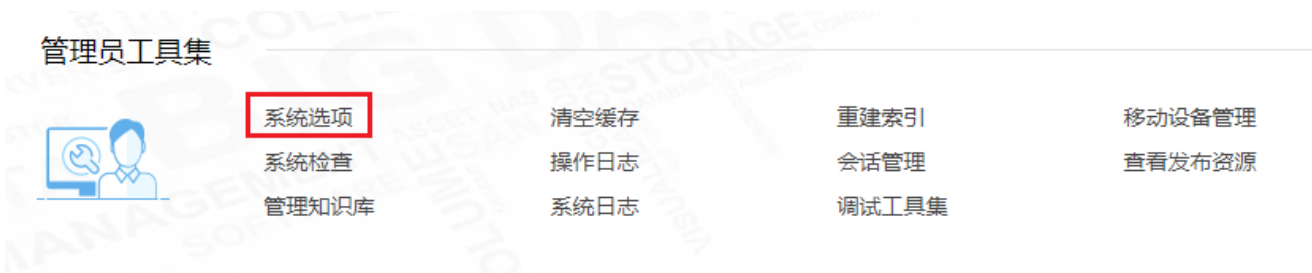 管理员工具集
系统选项 清空缓存 重建索引 移动设备管理
系统检查 操作日志 会话管理 查看发布资源
管理知识库 系统日志 调试工具集